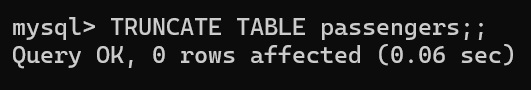 mysql> TRUNCATE TABLE passengers;;
Query OK, 0 rows affected (0.06 sec)